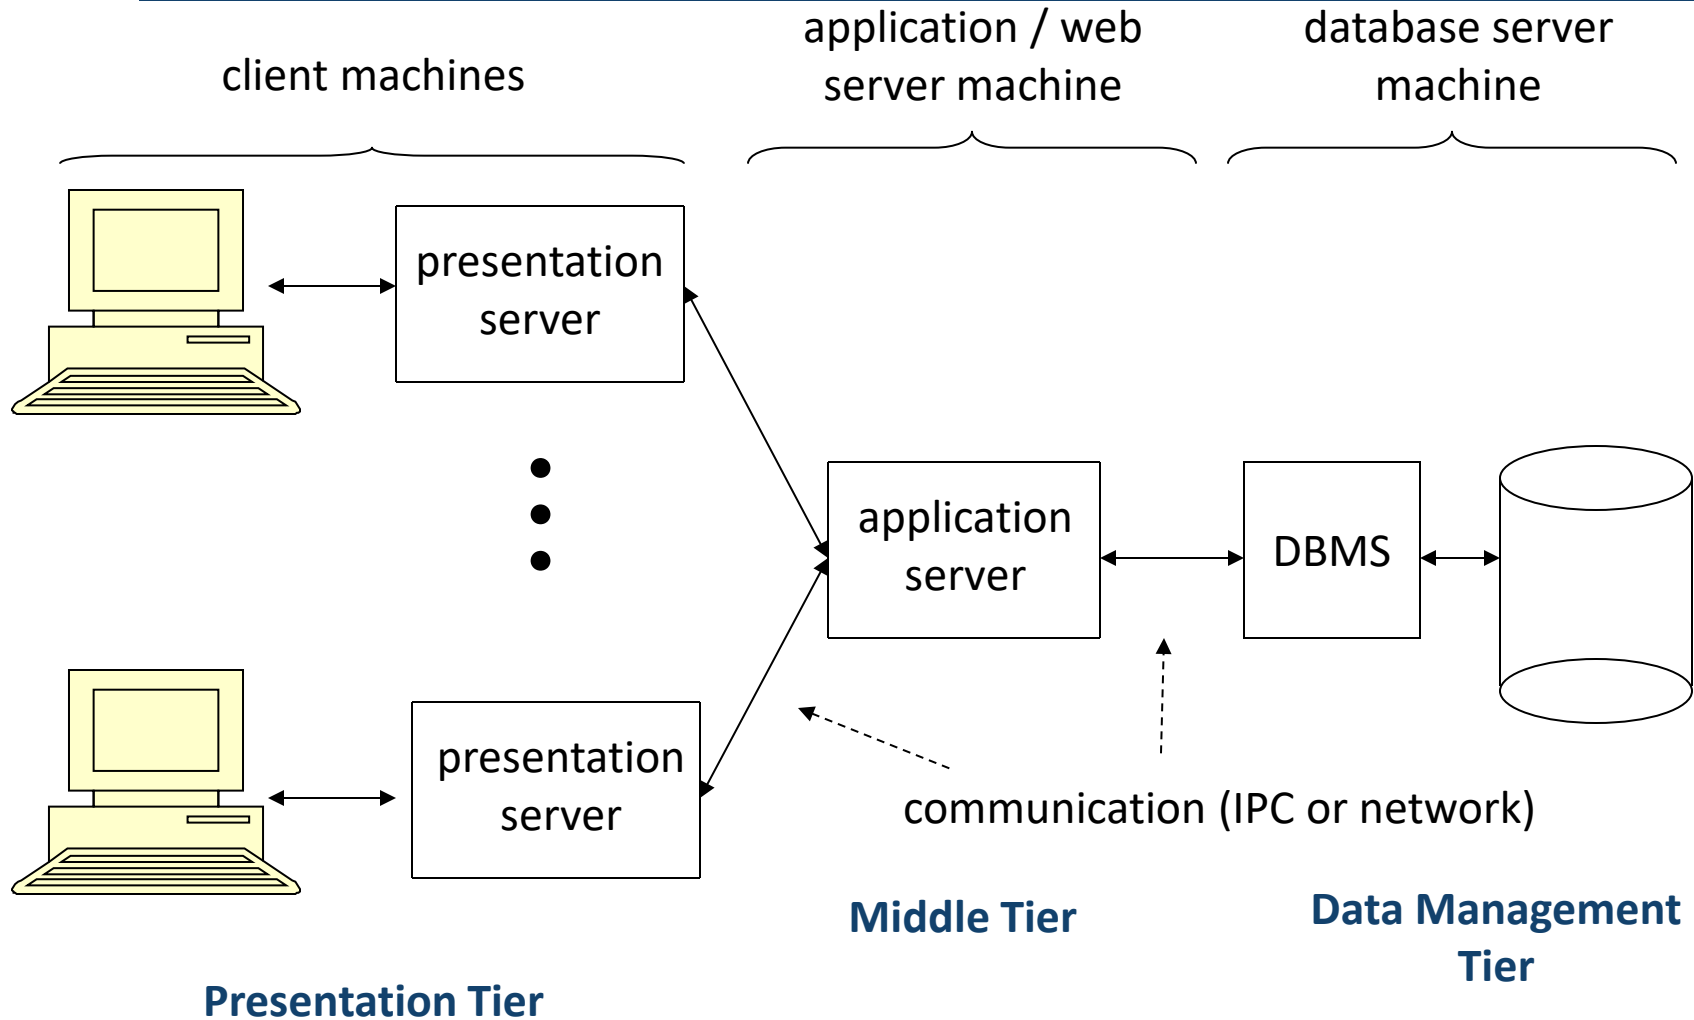 client machines
application / web
server machine
database server
machine
presentation
server
application
server
DBMS
presentation
server
communication (IPC or network)
Middle Tier
Data Management
Tier
Presentation Tier